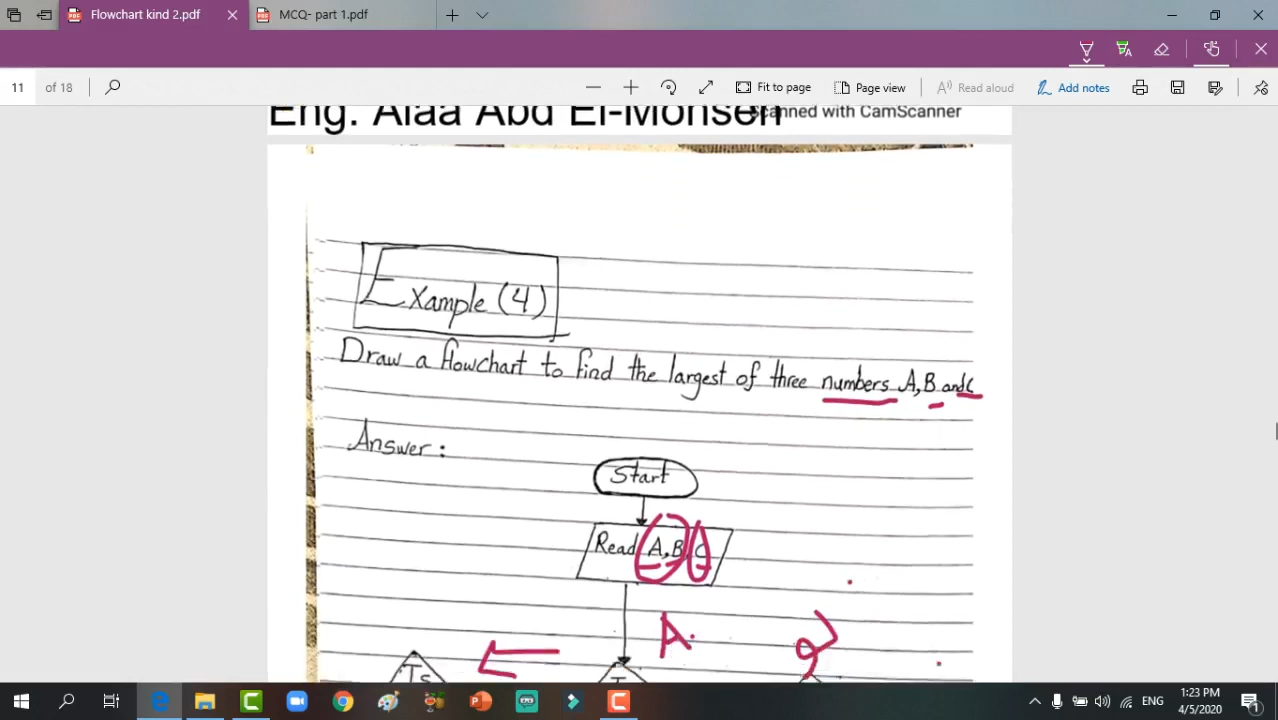 Flowchart kind 2.pdf
MCQ- part 1.pdf
11 of 18
Fit to page
Page view
Read aloud
Add notes
Eng. Alaa Abd El-Monsen
Scanned with CamScanner
Example (4)
Draw a flowchart to find the largest of three numbers A, B and C
Answer :
Start
Read A, B, C
A.
Is
ENG
1:23 PM
4/5/2020